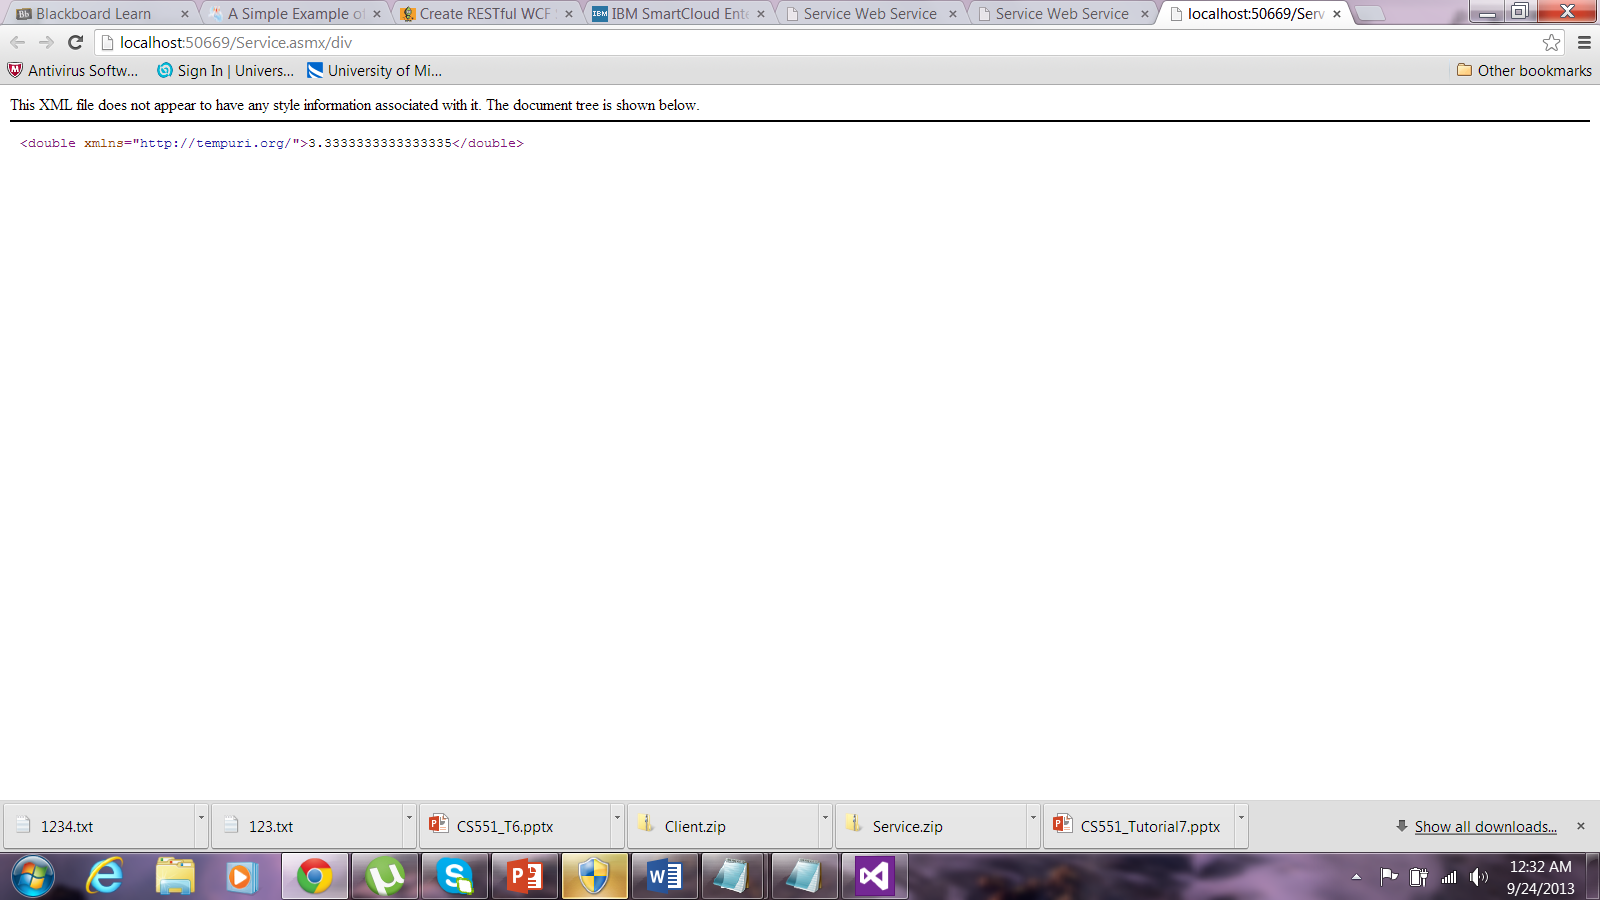 Blackboard Learn
A Simple Example of
Create RESTful WCF
IBM SmartCloud Ente
Service Web Service
Service Web Service
localhost:50669/Serv
localhost:50669/Service.asmx/div
Antivirus Softw...
Sign In | Univers...
University of Mi...
Other bookmarks
This XML file does not appear to have any style information associated with it. The document tree is shown below.
<double xmlns="http://tempuri.org/">3.3333333333333335</double>
1234.txt
123.txt
CS551_T6.pptx
Client.zip
Service.zip
CS551_Tutorial7.pptx
Show all downloads...
12:32 AM
9/24/2013